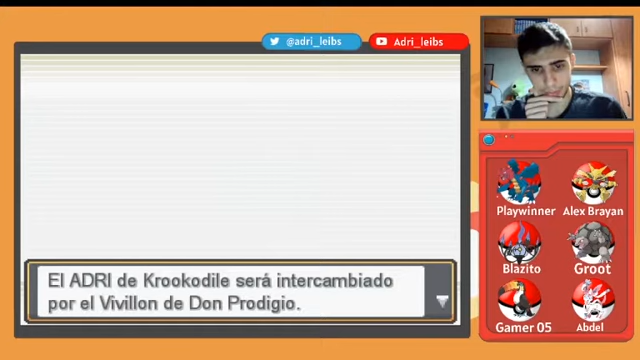 @adri_leibs
Adri_leibs
Playwinner
Alex Brayan
Blazito
Groot
Gamer 05
Abdel
El ADRI de Krookodile será intercambiado
por el Vivillon de Don Prodigio.